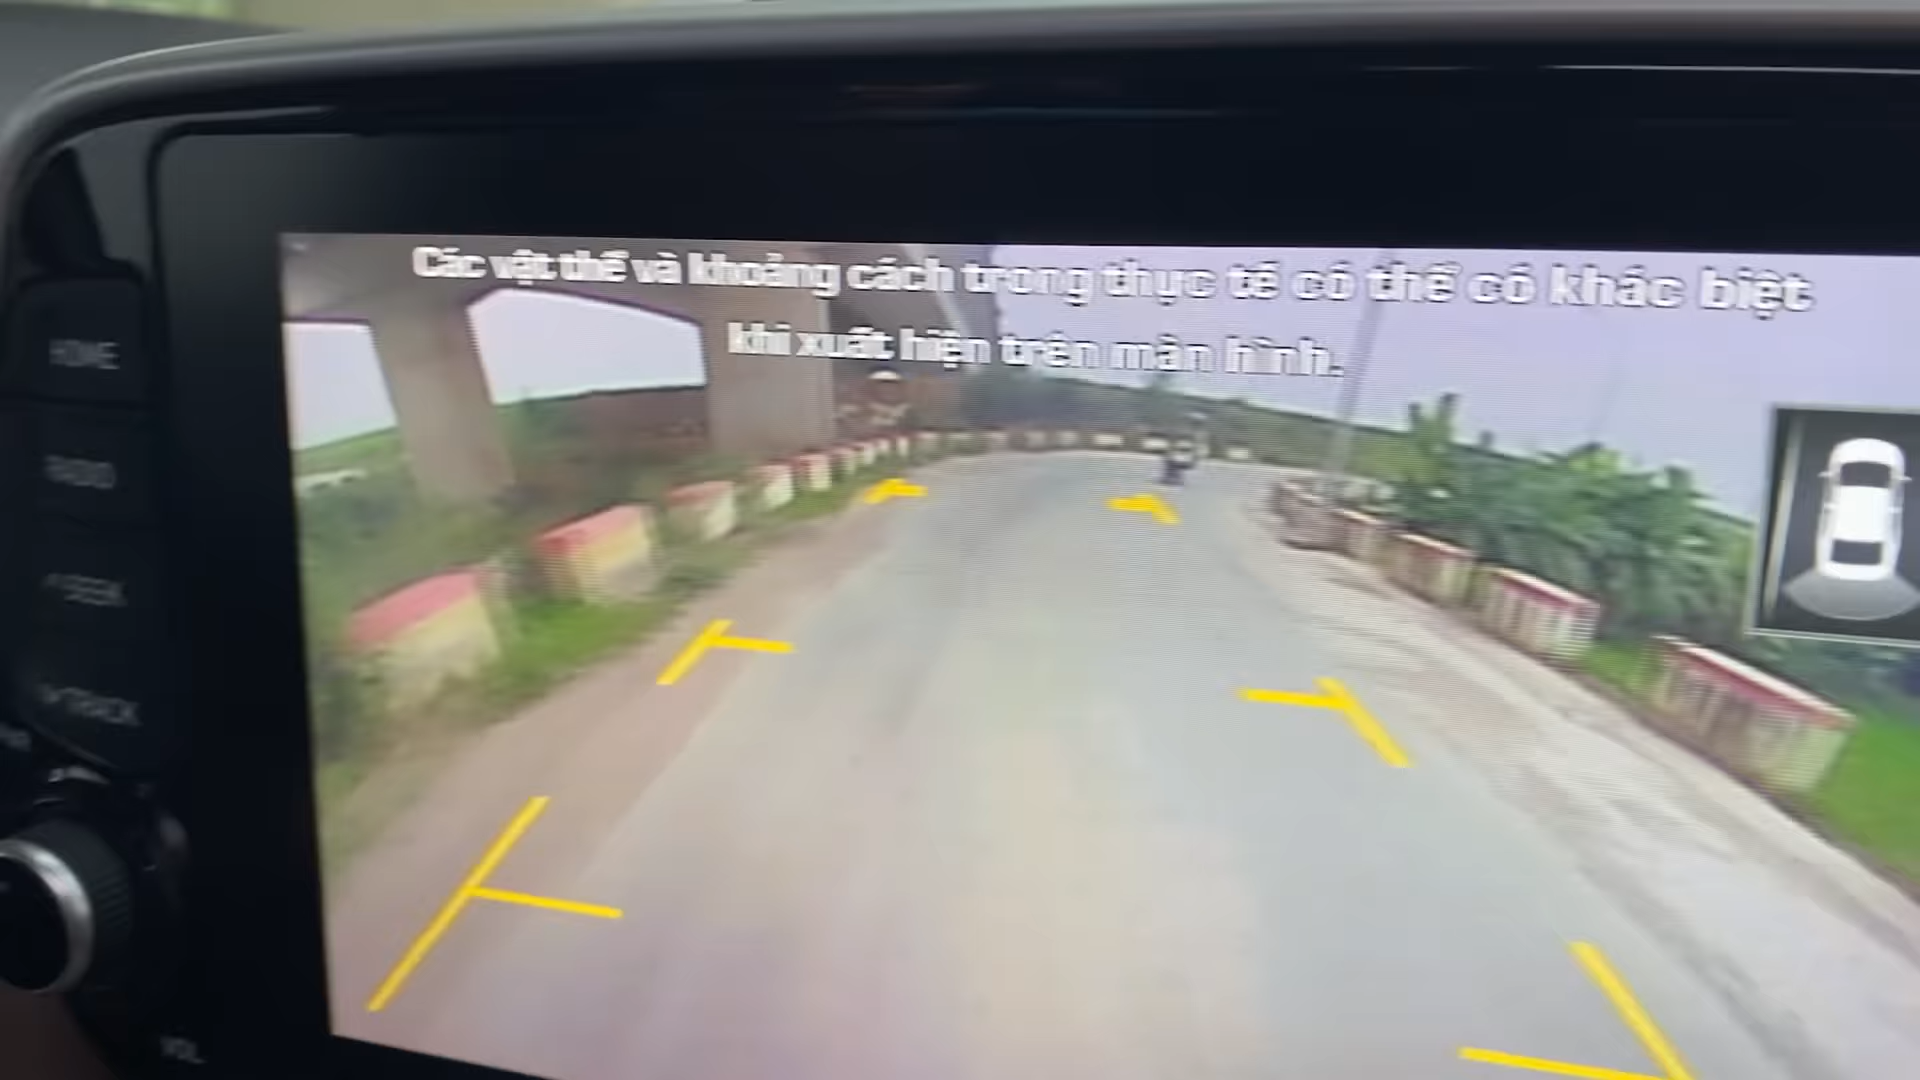 Các vật thể và khoảng cách trong thực tế có thể có khác biệt
khi xuất hiện trên màn hình.
HOME
RADIO
SEEK
TRACK
VOL